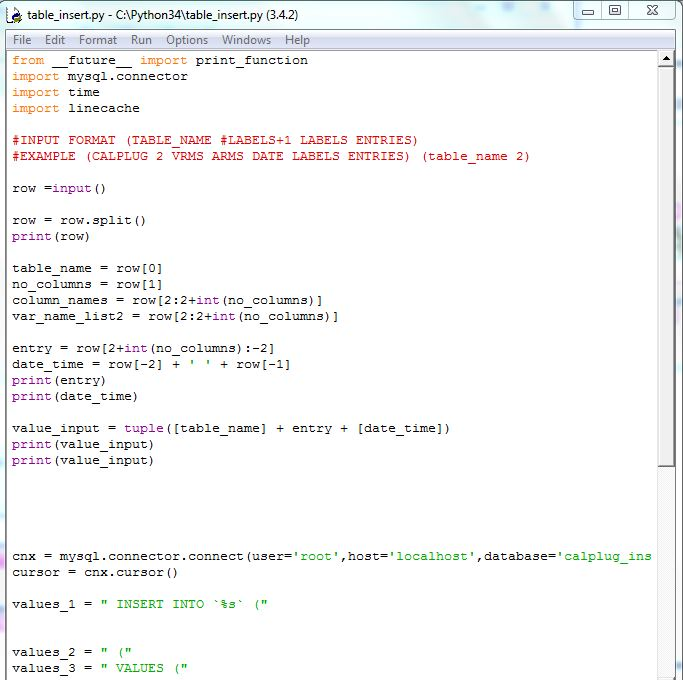 table_insert.py - C:\Python34\table_insert.py (3.4.2)
File Edit Format Run Options Windows Help
from __future__ import print_function
import mysql.connector
import time
import linecache
#INPUT FORMAT (TABLE_NAME #LABELS+1 LABELS ENTRIES)
#EXAMPLE (CALPLUG 2 VRMS ARMS DATE LABELS ENTRIES) (table_name 2)
row =input()
row = row.split()
print(row)
table_name = row[0]
no_columns = row[1]
column_names = row[2:2+int(no_columns)]
var_name_list2 = row[2:2+int(no_columns)]
entry = row[2+int(no_columns):-2]
date_time = row[-2] + ' ' + row[-1]
print(entry)
print(date_time)
value_input = tuple([table_name] + entry + [date_time])
print(value_input)
print(value_input)
cnx = mysql.connector.connect(user='root',host='localhost',database='calplug_ins
cursor = cnx.cursor()
values_1 = " INSERT INTO `%s` ("
values_2 = " ("
values_3 = " VALUES ("